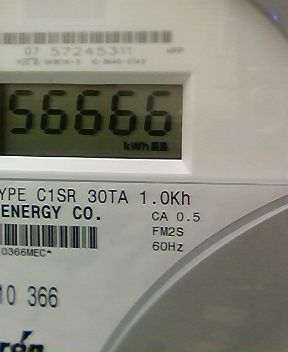 07 57245311
56666
kWh
YPE C1SR 30TA 1.0Kh
ENERGY CO.
CA 0.5
FM2S
60Hz
0366MEC*
10 366
rón